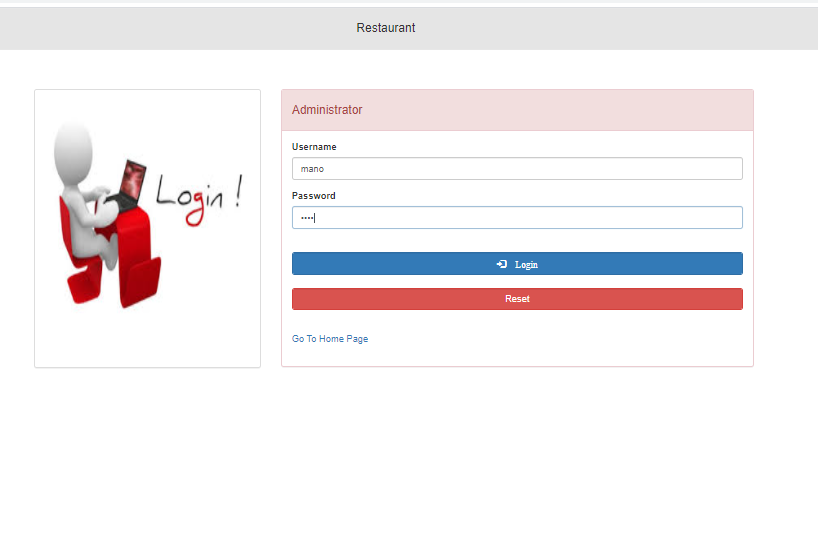 Restaurant
Login !
Administrator
Username
mano
Password
••••
Login
Reset
Go To Home Page